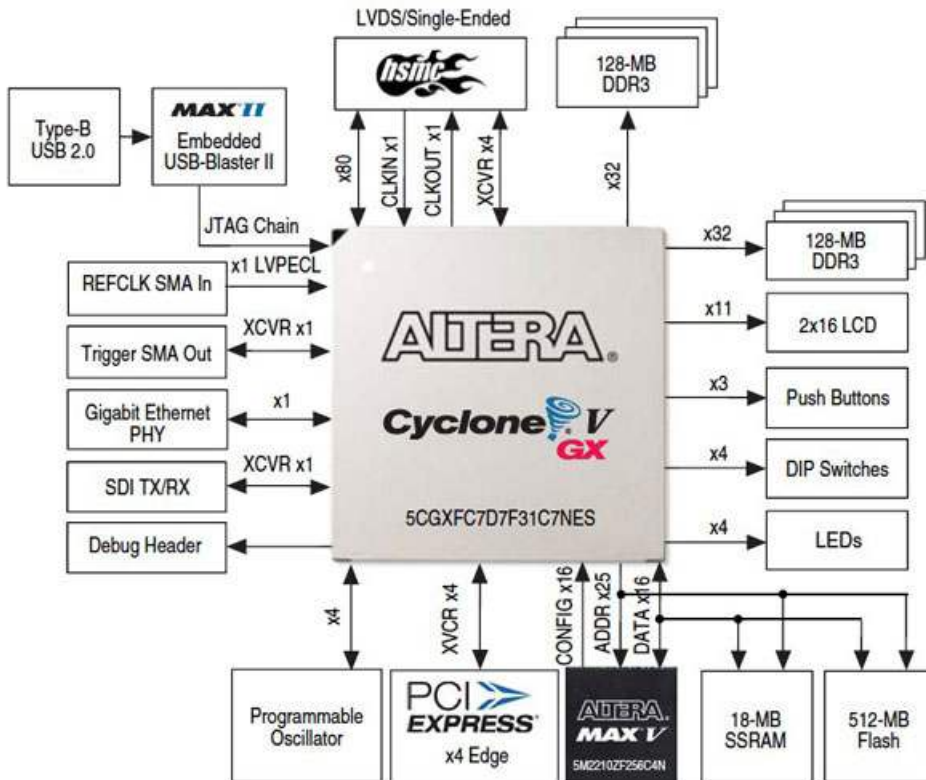 LVDS/Single-Ended
hsmc
128-MB
DDR3
Type-B
USB 2.0
MAX II
Embedded
USB-Blaster II
x80
CLKIN x1
CLKOUT x1
XCVR x4
x32
JTAG Chain
x32
128-MB
DDR3
REFCLK SMA In
x1 LVPECL
x11
2x16 LCD
Trigger SMA Out
XCVR x1
ALTERA®
x3
Push Buttons
Gigabit Ethernet
PHY
x1
Cyclone® V
GX
x4
DIP Switches
SDI TX/RX
XCVR x1
5CGXFC7D7F31C7NES
x4
LEDs
Debug Header
x4
XVCR x4
CONFIG x16
ADDR x25
DATA x16
Programmable
Oscillator
PCI
EXPRESS®
x4 Edge
ALTERA®
MAX V
5M2210ZF256C4N
18-MB
SSRAM
512-MB
Flash